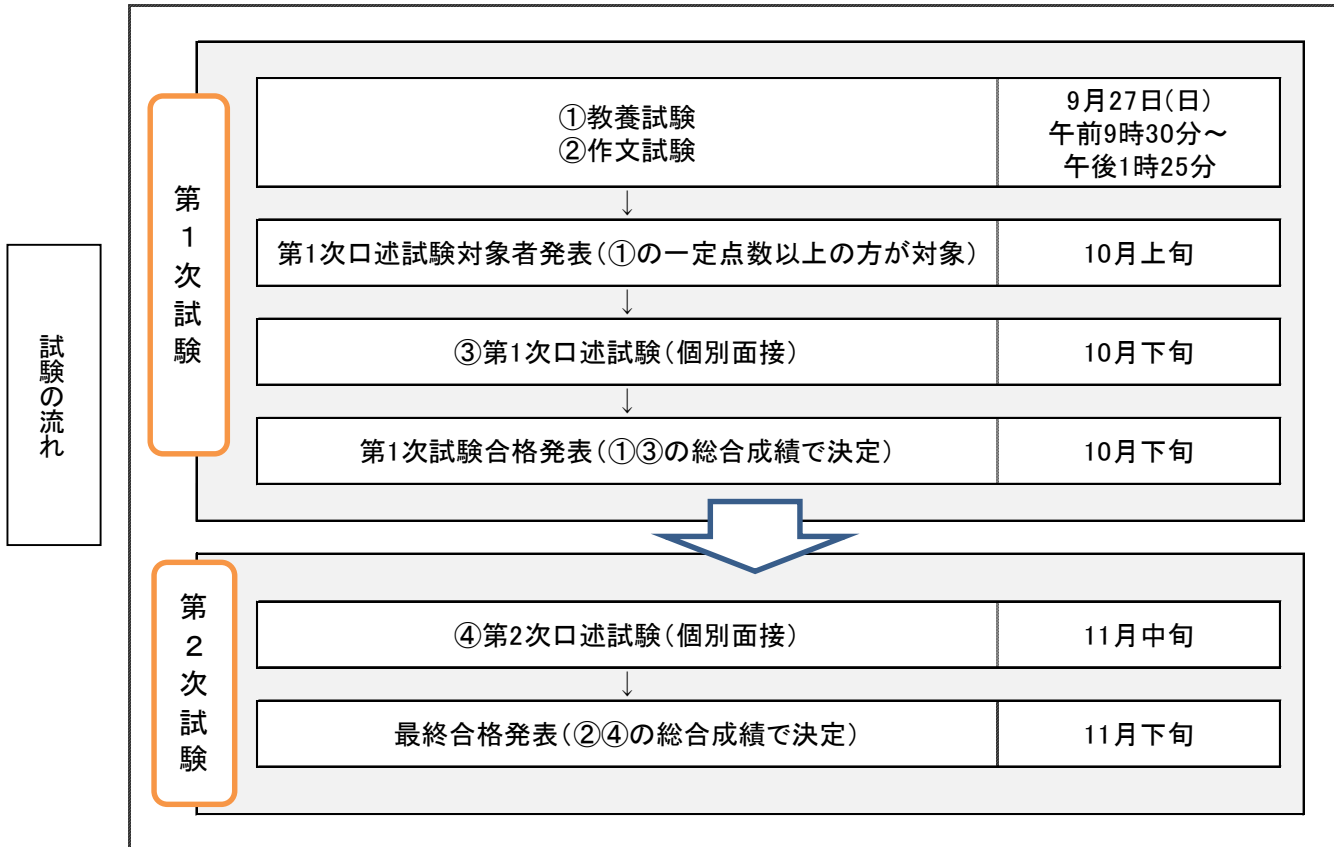 試験の流れ
第1次試験
①教養試験
②作文試験
9月27日(日)
午前9時30分～
午後1時25分
↓
第1次口述試験対象者発表(①の一定点数以上の方が対象)
10月上旬
↓
③第1次口述試験(個別面接)
10月下旬
↓
第1次試験合格発表(①③の総合成績で決定)
10月下旬
第2次試験
④第2次口述試験(個別面接)
11月中旬
↓
最終合格発表(②④の総合成績で決定)
11月下旬